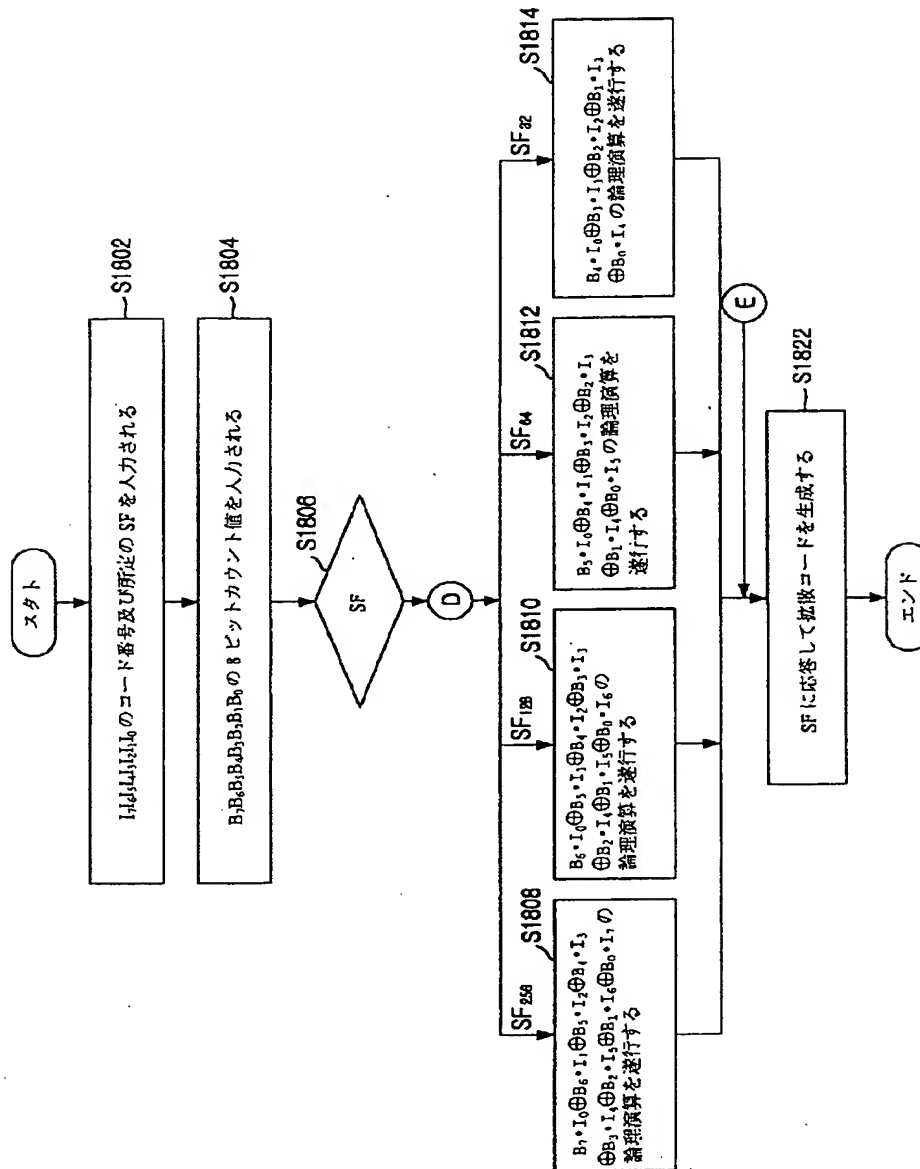 スタト
I₇I₆I₅I₄I₃I₂I₁I₀のコード番号及び所定のSFを入力される
S1802
B₇B₆B₅B₄B₃B₂B₁B₀の8ビットカウント値を入力される
S1804
SF
S1806
D
SF₂₅₆
S1808
B₇•I₀⊕B₆•I₁⊕B₅•I₂⊕B₄•I₃
⊕B₃•I₄⊕B₂•I₅⊕B₁•I₆⊕B₀•I₇の
論理演算を遂行する
SF₁₂₈
S1810
B₆•I₀⊕B₅•I₁⊕B₄•I₂⊕B₃•I₃
⊕B₂•I₄⊕B₁•I₅⊕B₀•I₆の
論理演算を遂行する
SF₆₄
S1812
B₅•I₀⊕B₄•I₁⊕B₃•I₂⊕B₂•I₃
⊕B₁•I₄⊕B₀•I₅の論理演算を
遂行する
SF₃₂
S1814
B₄•I₀⊕B₃•I₁⊕B₂•I₂⊕B₁•I₃
⊕B₀•I₄の論理演算を遂行する
E
SFに応答して拡散コードを生成する
S1822
エンド